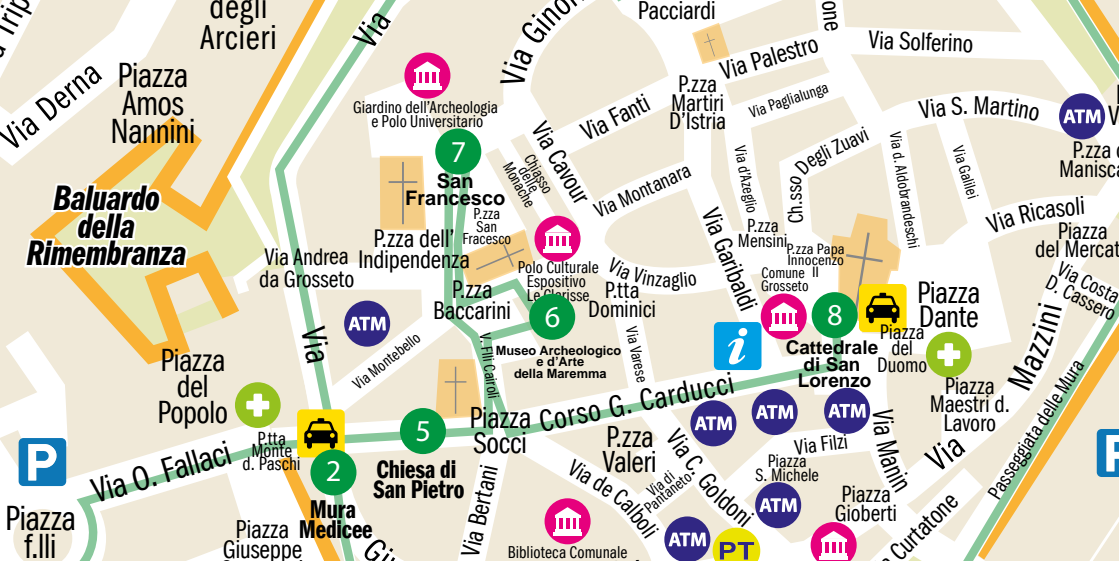 degli
Arcieri
Via Derna
Piazza
Amos
Nannini
Baluardo
della
Rimembranza
Via
Via Andrea
da Grosseto
Via
ATM
Via Montebello
Piazza
del
Popolo
P.tta
Monte
d. Paschi
P
Via O. Fallaci
Piazza
f.lli
2
Mura
Medicee
Piazza
Giuseppe
5
Chiesa di
San Pietro
Giardino dell'Archeologia
e Polo Universitario
7
San
Francesco
P.zza
San
Fracesco
P.zza dell'
Indipendenza
P.zza
Baccarini
Chiasso
delle
Monache
Via Cavour
Via Ginori
Via Fanti
Via Montanara
Polo Culturale
Espositivo
Le Clarisse
6
Museo Archeologico
e d'Arte
della Maremma
V. F.lli Cairoli
Via Vinzaglio
P.tta
Dominici
Via Varese
Piazza
Socci
Corso G. Carducci
Via Bertani
Via de Calboli
P.zza
Valeri
Via di
Pantaneto
Via C. Goldoni
Biblioteca Comunale
ATM
PT
Pacciardi
Via Palestro
Via Solferino
P.zza
Martiri
D'Istria
Via Paglialunga
Via S. Martino
ATM
P.zza
Via d'Azeglio
Ch.sso Degli Zuavi
Via d. Aldobrandeschi
Via Galilei
Via Ricasoli
Via Garibaldi
P.zza
Mensini
P.zza Papa
Innocenzo
II
Comune
Grosseto
i
8
Cattedrale
di San
Lorenzo
Piazza
Dante
Piazza
del
Duomo
Piazza
Maestri d.
Lavoro
Piazza
del Mercat
Via Costa
D. Cassero
Mazzini
Via
Passeggiata delle Mura
ATM
ATM
ATM
Via Filzi
Via Manin
Piazza
S. Michele
ATM
Piazza
Gioberti
Curtatone
P